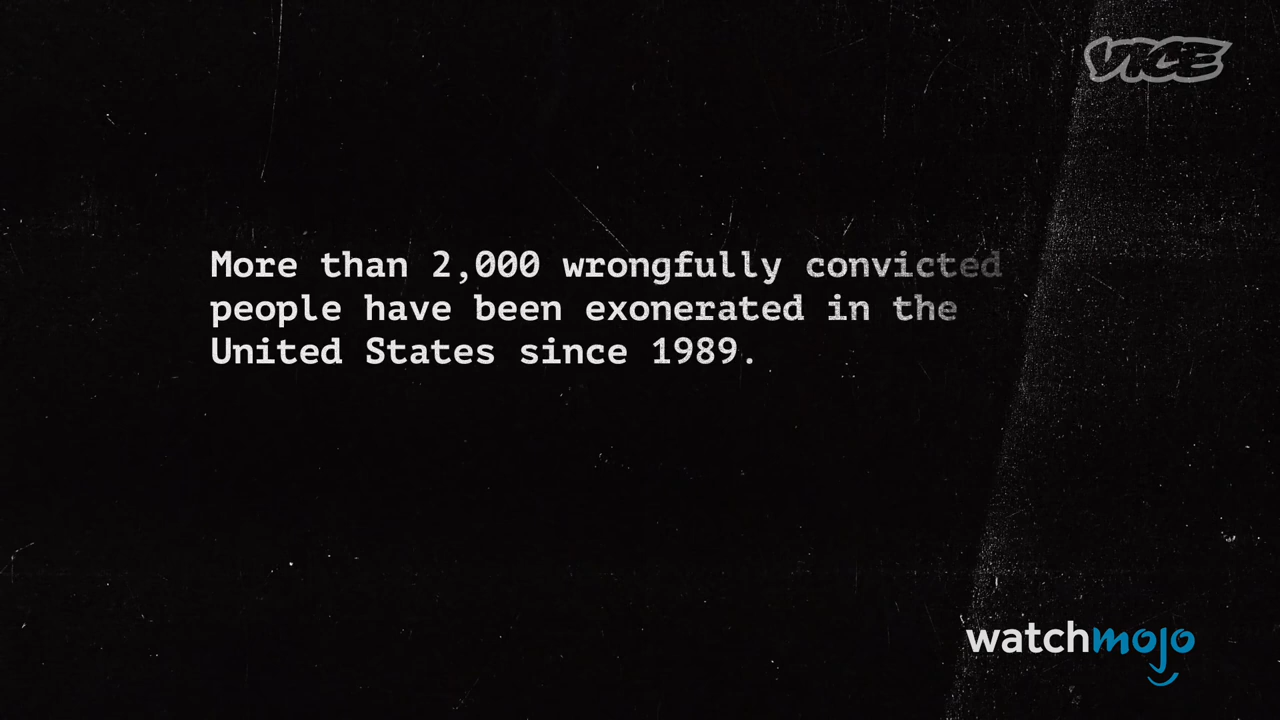 VICE
More than 2,000 wrongfully convicted
people have been exonerated in the
United States since 1989.
watchmojo